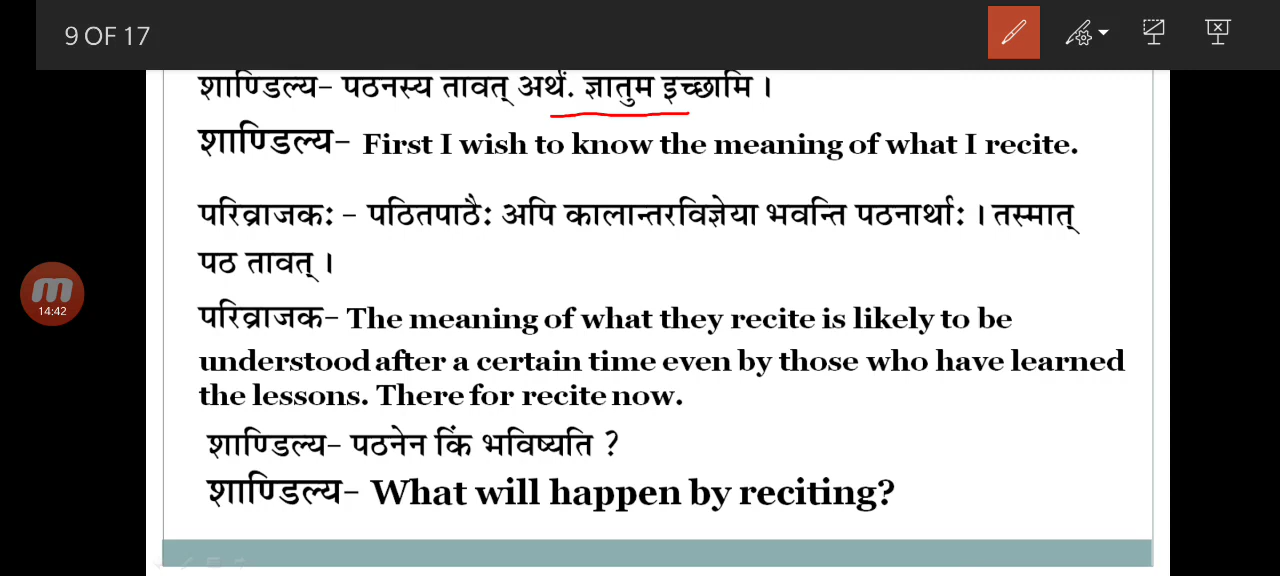 9 OF 17
शाण्डिल्य- पठनस्य तावत् अर्थं. ज्ञातुम इच्छामि ।
शाण्डिल्य- First I wish to know the meaning of what I recite.
परिव्राजकः - पठितपाठैः अपि कालान्तरविज्ञेया भवन्ति पठनार्थाः । तस्मात्
पठ तावत् ।
14:42
परिव्राजक- The meaning of what they recite is likely to be
understood after a certain time even by those who have learned
the lessons. There for recite now.
शाण्डिल्य- पठनेन किं भविष्यति ?
शाण्डिल्य- What will happen by reciting?